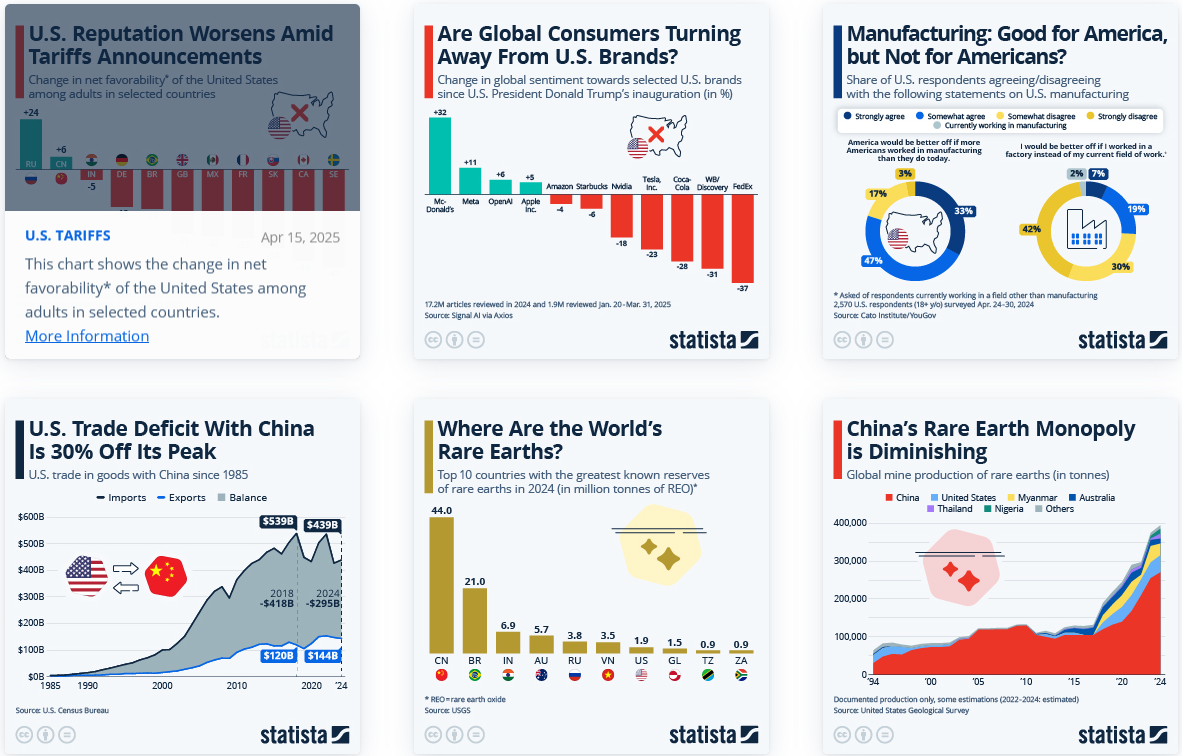 U.S. Reputation Worsens Amid
Tariffs Announcements
Change in net favorability* of the United States
among adults in selected countries
+24
+6
RU
CN
IN
DE
BR
GB
MX
FR
SK
CA
SE
-5
U.S. TARIFFS
Apr 15, 2025
This chart shows the change in net
favorability* of the United States among
adults in selected countries.
More Information
Are Global Consumers Turning
Away From U.S. Brands?
Change in global sentiment towards selected U.S. brands
since U.S. President Donald Trump's inauguration (in %)
+32
+11
+6
+5
Amazon
Starbucks
Nvidia
Tesla,
Inc.
Coca-
Cola
WB/
Discovery
FedEx
Mc-
Donald's
Meta
OpenAI
Apple
Inc.
-4
-6
-18
-23
-28
-31
-37
17.2M articles reviewed in 2024 and 1.9M reviewed Jan. 20-Mar. 31, 2025
Source: Signal AI via Axios
cc
statista
Manufacturing: Good for America,
but Not for Americans?
Share of U.S. respondents agreeing/disagreeing
with the following statements on U.S. manufacturing
Strongly agree
Somewhat agree
Somewhat disagree
Strongly disagree
Currently working in manufacturing
America would be better off if more
Americans worked in manufacturing
than they do today.
3%
17%
33%
47%
I would be better off if I worked in a
factory instead of my current field of work.*
2%
7%
19%
42%
30%
* Asked of respondents currently working in a field other than manufacturing
2,570 U.S. respondents (18+ y/o) surveyed Apr. 24-30, 2024
Source: Cato Institute/YouGov
cc
statista
U.S. Trade Deficit With China
Is 30% Off Its Peak
U.S. trade in goods with China since 1985
Imports
Exports
Balance
$600B
$500B
$400B
$300B
$200B
$100B
$0B
$539B
$439B
2018
-$418B
2024
-$295B
$120B
$144B
1985
1990
2000
2010
2020
'24
Source: U.S. Census Bureau
cc
statista
Where Are the World's
Rare Earths?
Top 10 countries with the greatest known reserves
of rare earths in 2024 (in million tonnes of REO)*
44.0
21.0
6.9
5.7
3.8
3.5
1.9
1.5
0.9
0.9
CN
BR
IN
AU
RU
VN
US
GL
TZ
ZA
* REO=rare earth oxide
Source: USGS
cc
statista
China's Rare Earth Monopoly
is Diminishing
Global mine production of rare earths (in tonnes)
China
United States
Myanmar
Australia
Thailand
Nigeria
Others
400,000
300,000
200,000
100,000
0
'94
'00
'05
'10
'15
'20
'24
Documented production only, some estimations (2022-2024: estimated)
Source: United States Geological Survey
cc
statista